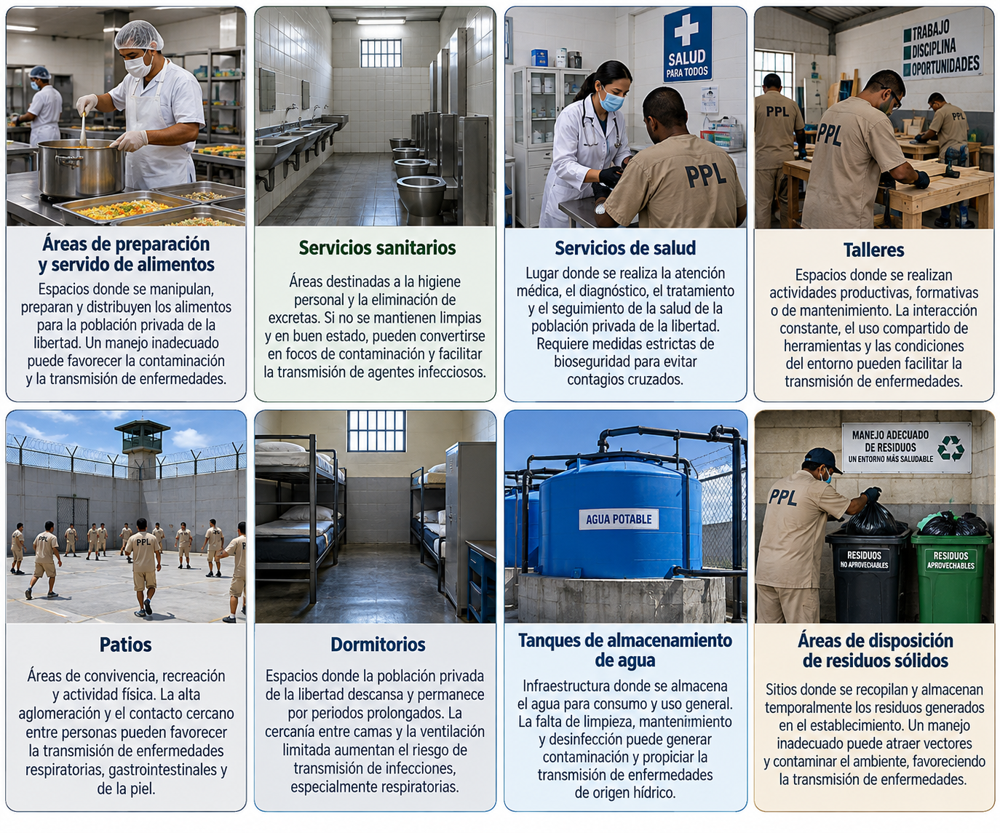 SALUD
PARA TODOS
PPL
TRABAJO
DISCIPLINA
OPORTUNIDADES
PPL
PPL
PPL
Áreas de preparación
y servido de alimentos
Espacios donde se manipulan,
preparan y distribuyen los alimentos
para la población privada de la
libertad. Un manejo inadecuado
puede favorecer la contaminación
y la transmisión de enfermedades.
Servicios sanitarios
Áreas destinadas a la higiene
personal y la eliminación de
excretas. Si no se mantienen limpias
y en buen estado, pueden convertirse
en focos de contaminación y facilitar
la transmisión de agentes infecciosos.
Servicios de salud
Lugar donde se realiza la atención
médica, el diagnóstico, el tratamiento
y el seguimiento de la salud de la
población privada de la libertad.
Requiere medidas estrictas de
bioseguridad para evitar
contagios cruzados.
Talleres
Espacios donde se realizan
actividades productivas, formativas
o de mantenimiento. La interacción
constante, el uso compartido de
herramientas y las condiciones
del entorno pueden facilitar la
transmisión de enfermedades.
PPL
PPL
AGUA POTABLE
MANEJO ADECUADO
DE RESIDUOS
UN ENTORNO MÁS SALUDABLE
PPL
RESIDUOS
NO APROVECHABLES
RESIDUOS
APROVECHABLES
Patios
Áreas de convivencia, recreación
y actividad física. La alta
aglomeración y el contacto cercano
entre personas pueden favorecer
la transmisión de enfermedades
respiratorias, gastrointestinales y
de la piel.
Dormitorios
Espacios donde la población privada
de la libertad descansa y permanece
por periodos prolongados. La
cercanía entre camas y la ventilación
limitada aumentan el riesgo de
transmisión de infecciones,
especialmente respiratorias.
Tanques de almacenamiento
de agua
Infraestructura donde se almacena
el agua para consumo y uso general.
La falta de limpieza, mantenimiento
y desinfección puede generar
contaminación y propiciar la
transmisión de enfermedades
de origen hídrico.
Áreas de disposición
de residuos sólidos
Sitios donde se recopilan y almacenan
temporalmente los residuos generados
en el establecimiento. Un manejo
inadecuado puede atraer vectores
y contaminar el ambiente, favoreciendo
la transmisión de enfermedades.